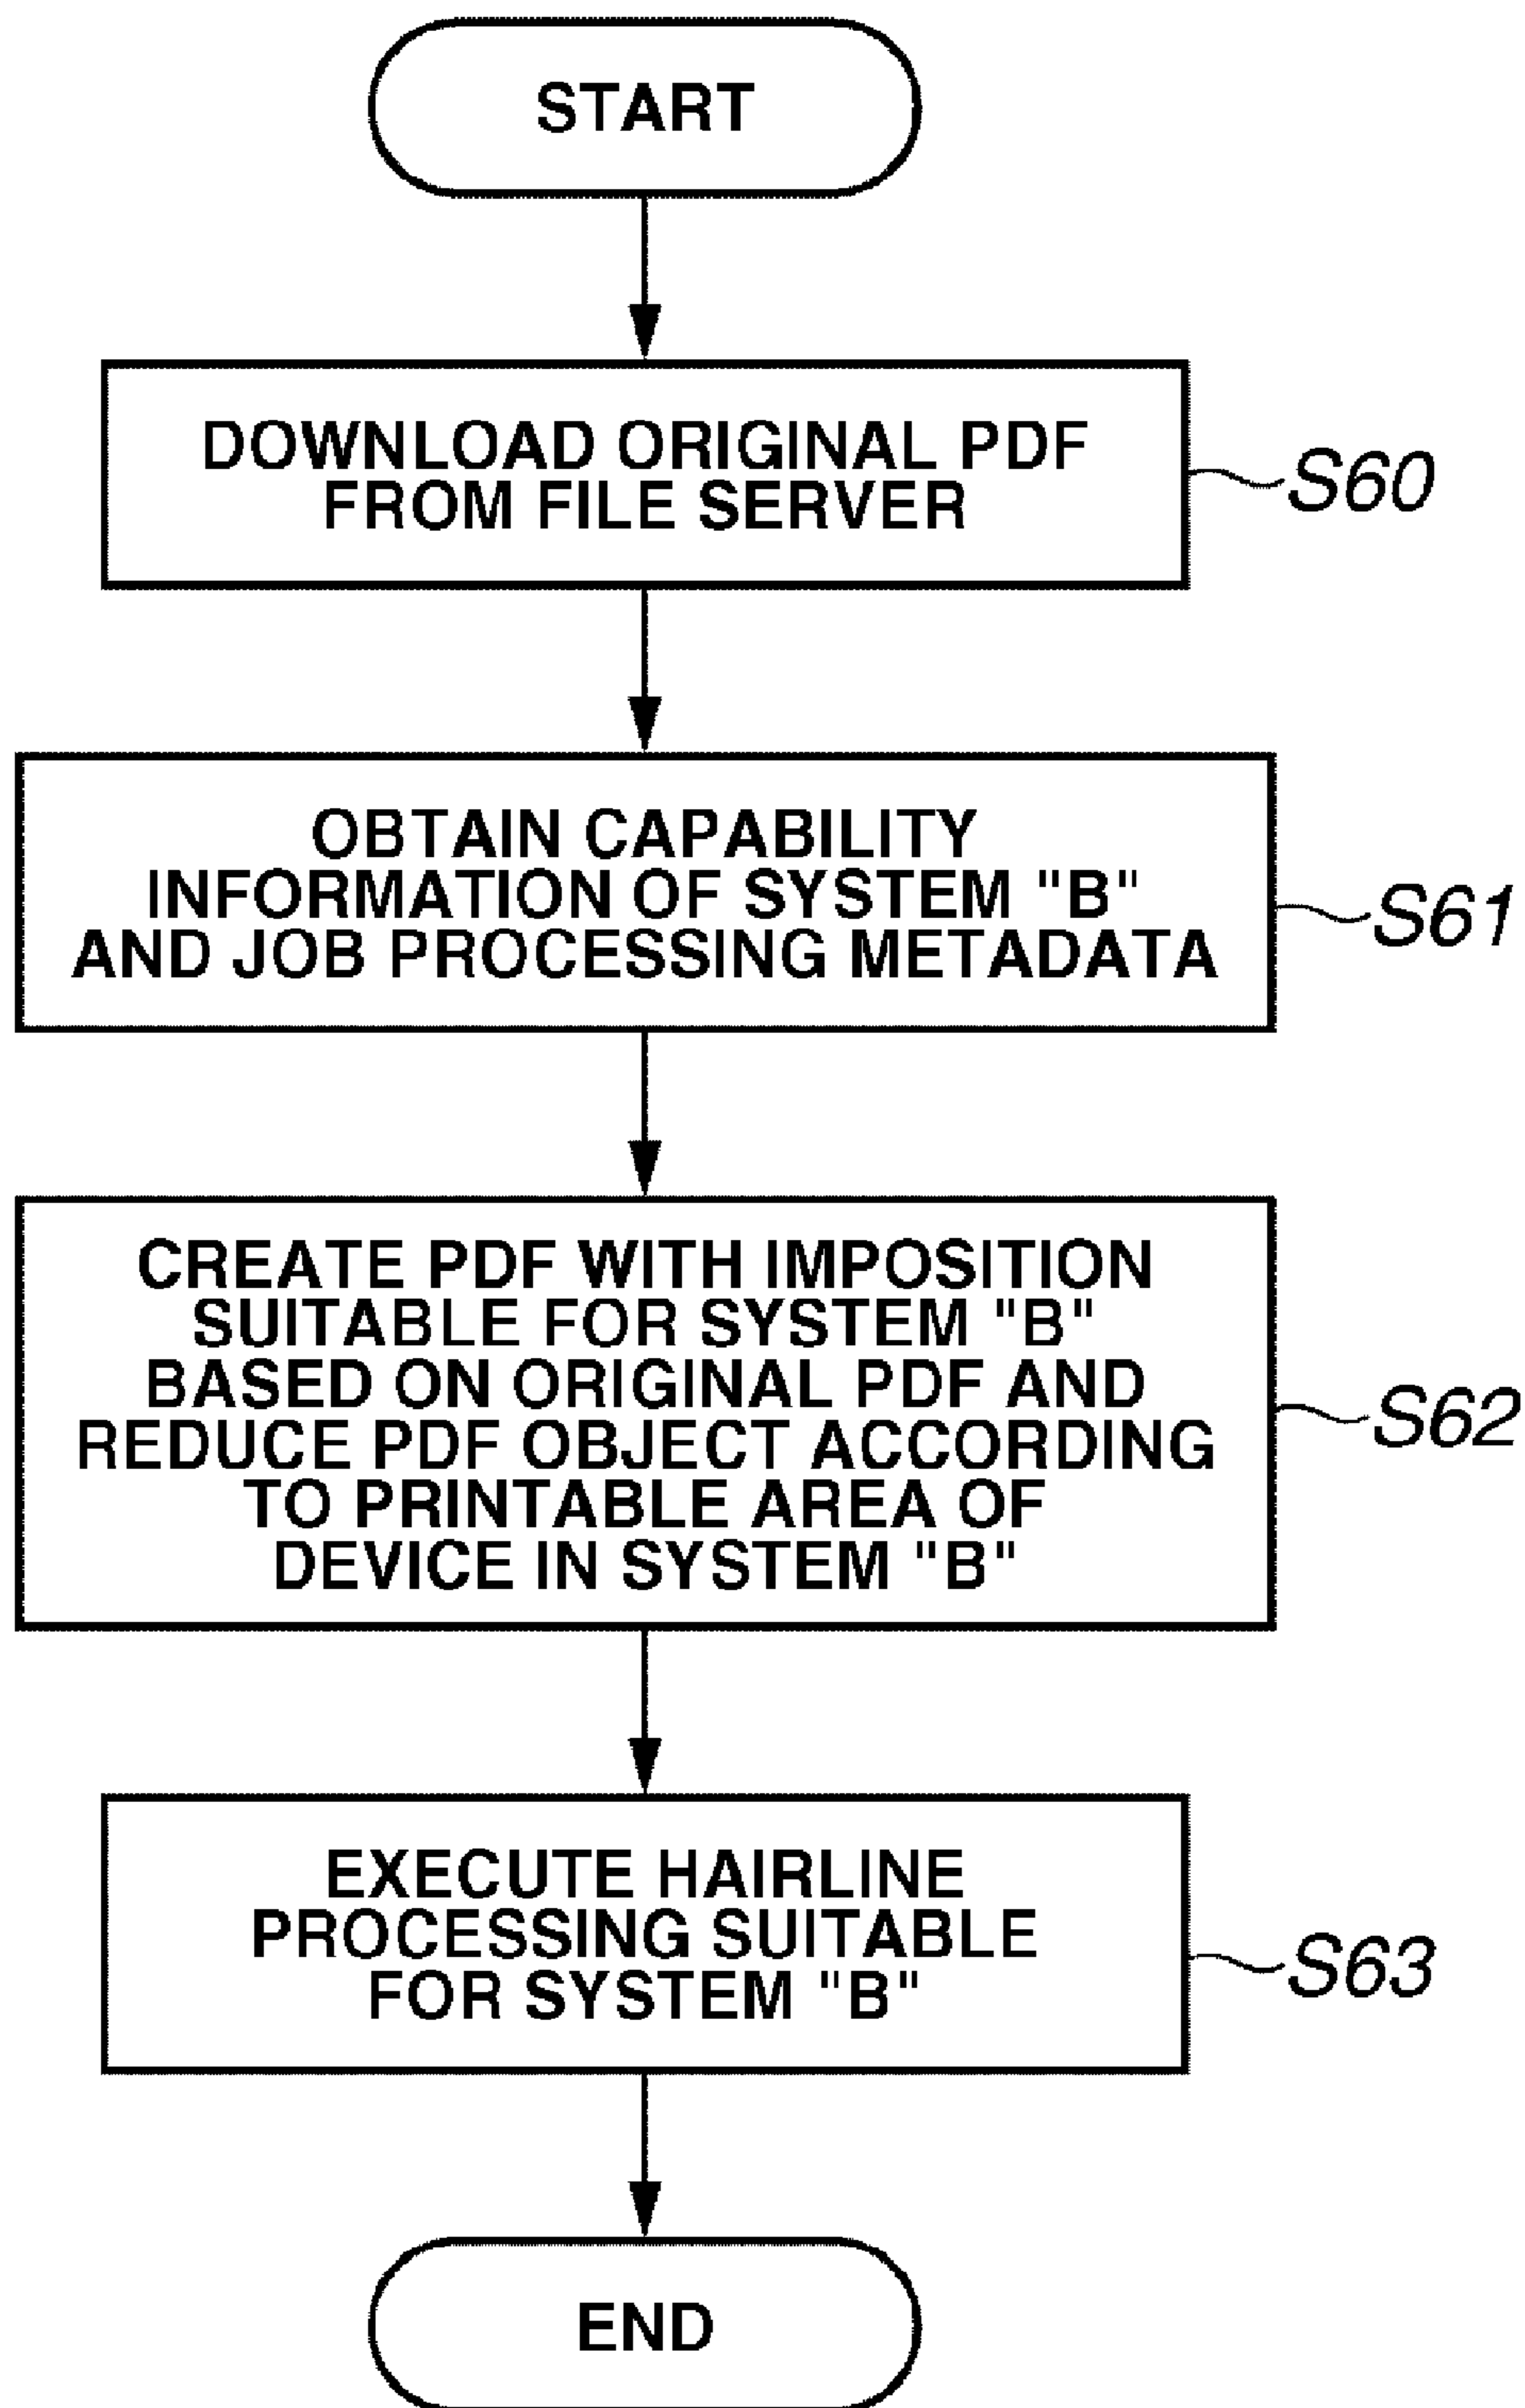 START
DOWNLOAD ORIGINAL PDF
FROM FILE SERVER
S60
OBTAIN CAPABILITY
INFORMATION OF SYSTEM "B"
AND JOB PROCESSING METADATA
S61
CREATE PDF WITH IMPOSITION
SUITABLE FOR SYSTEM "B"
BASED ON ORIGINAL PDF AND
REDUCE PDF OBJECT ACCORDING
TO PRINTABLE AREA OF
DEVICE IN SYSTEM "B"
S62
EXECUTE HAIRLINE
PROCESSING SUITABLE
FOR SYSTEM "B"
S63
END